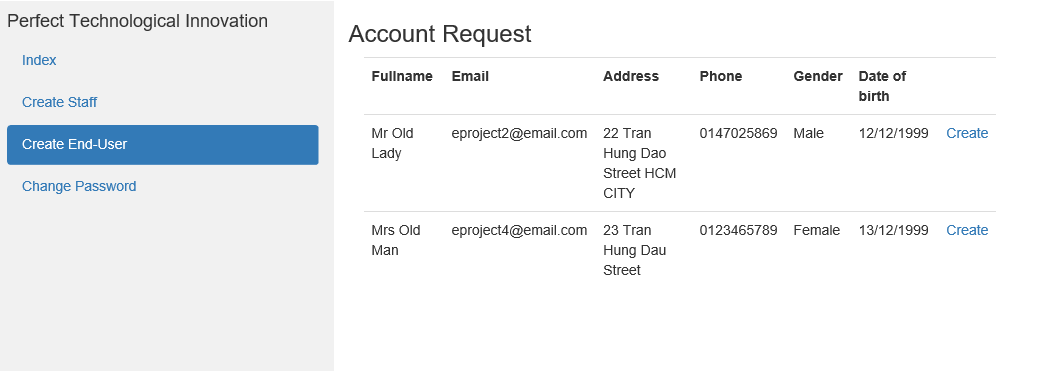 Perfect Technological Innovation
Index
Create Staff
Create End-User
Change Password
Account Request
Fullname Email Address Phone Gender Date of
birth
Mr Old eproject2@email.com 22 Tran 0147025869 Male 12/12/1999 Create
Lady Hung Dao
Street HCM
CITY
Mrs Old eproject4@email.com 23 Tran 0123465789 Female 13/12/1999 Create
Man Hung Dau
Street